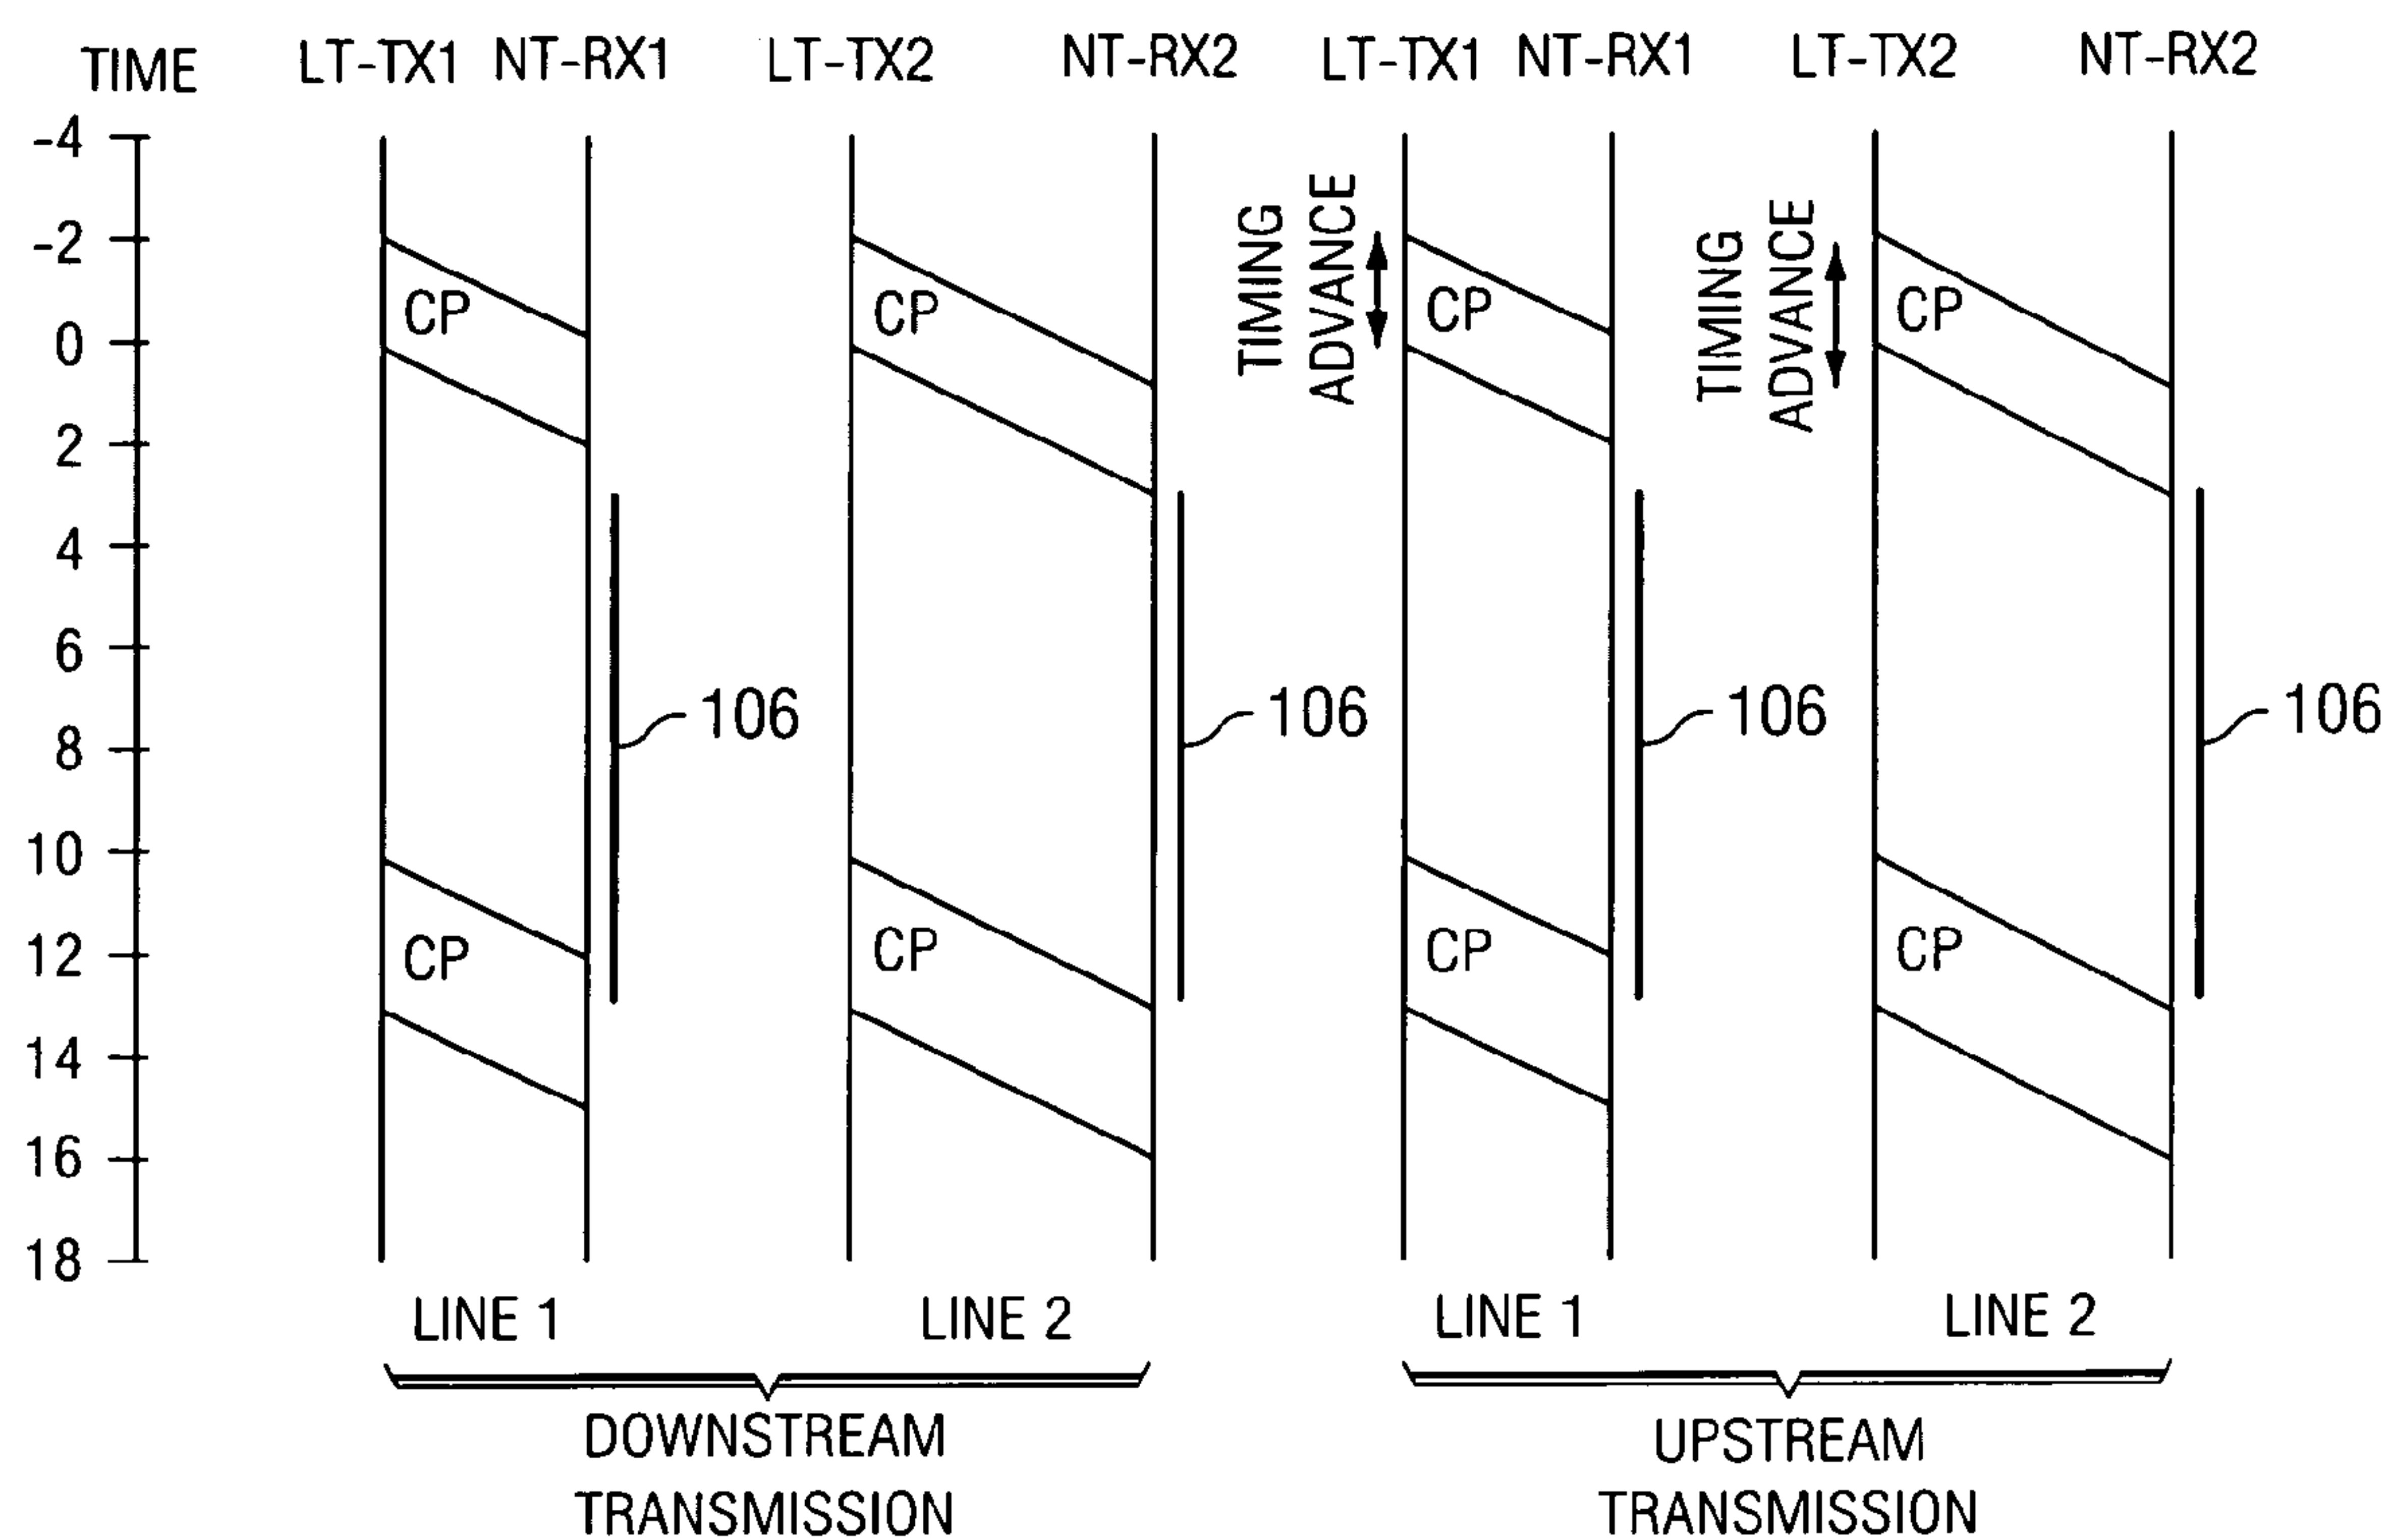 TIME
LT-TX1 NT-RX1 LT-TX2 NT-RX2 LT-TX1 NT-RX1 LT-TX2 NT-RX2
-4
-2
0
2
4
6
8
10
12
14
16
18
CP
CP
TIMING
ADVANCE
CP
TIMING
ADVANCE
CP
106
106
106
106
CP
CP
CP
CP
LINE 1
LINE 2
LINE 1
LINE 2
DOWNSTREAM
TRANSMISSION
UPSTREAM
TRANSMISSION